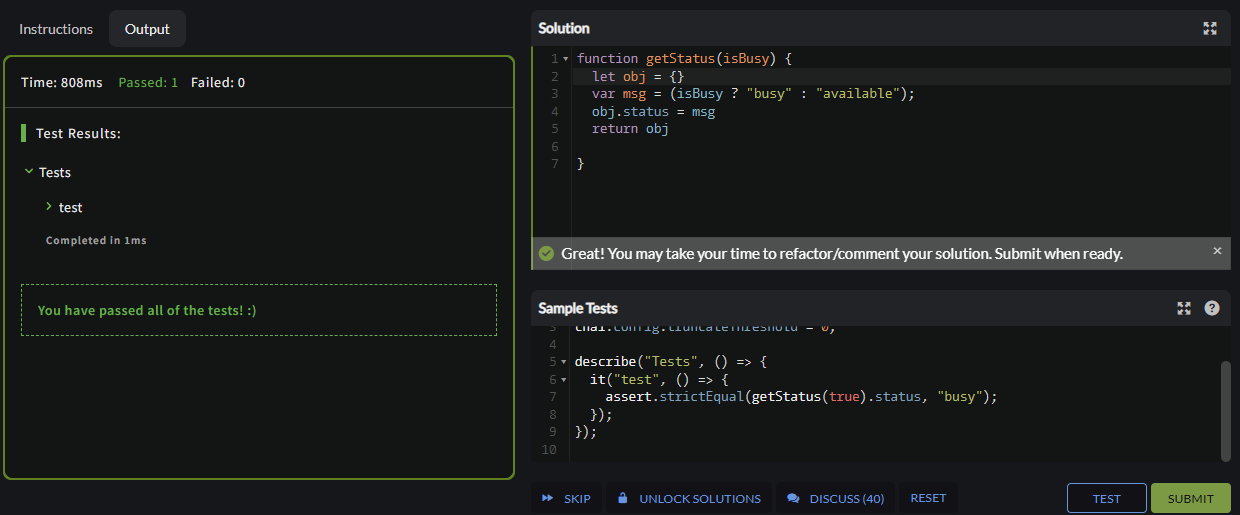 Instructions
Output
Time: 808ms Passed: 1 Failed: 0
Test Results:
Tests
test
Completed in 1ms
You have passed all of the tests! :)
Solution
1 function getStatus(isBusy) {
2 let obj = {}
3 var msg = (isBusy ? "busy" : "available");
4 obj.status = msg
5 return obj
6
7 }
Great! You may take your time to refactor/comment your solution. Submit when ready.
Sample Tests
3 chai.config.truncateThreshold = 0;
4
5 describe("Tests", () => {
6 it("test", () => {
7 assert.strictEqual(getStatus(true).status, "busy");
8 });
9 });
10
SKIP
UNLOCK SOLUTIONS
DISCUSS (40)
RESET
TEST
SUBMIT